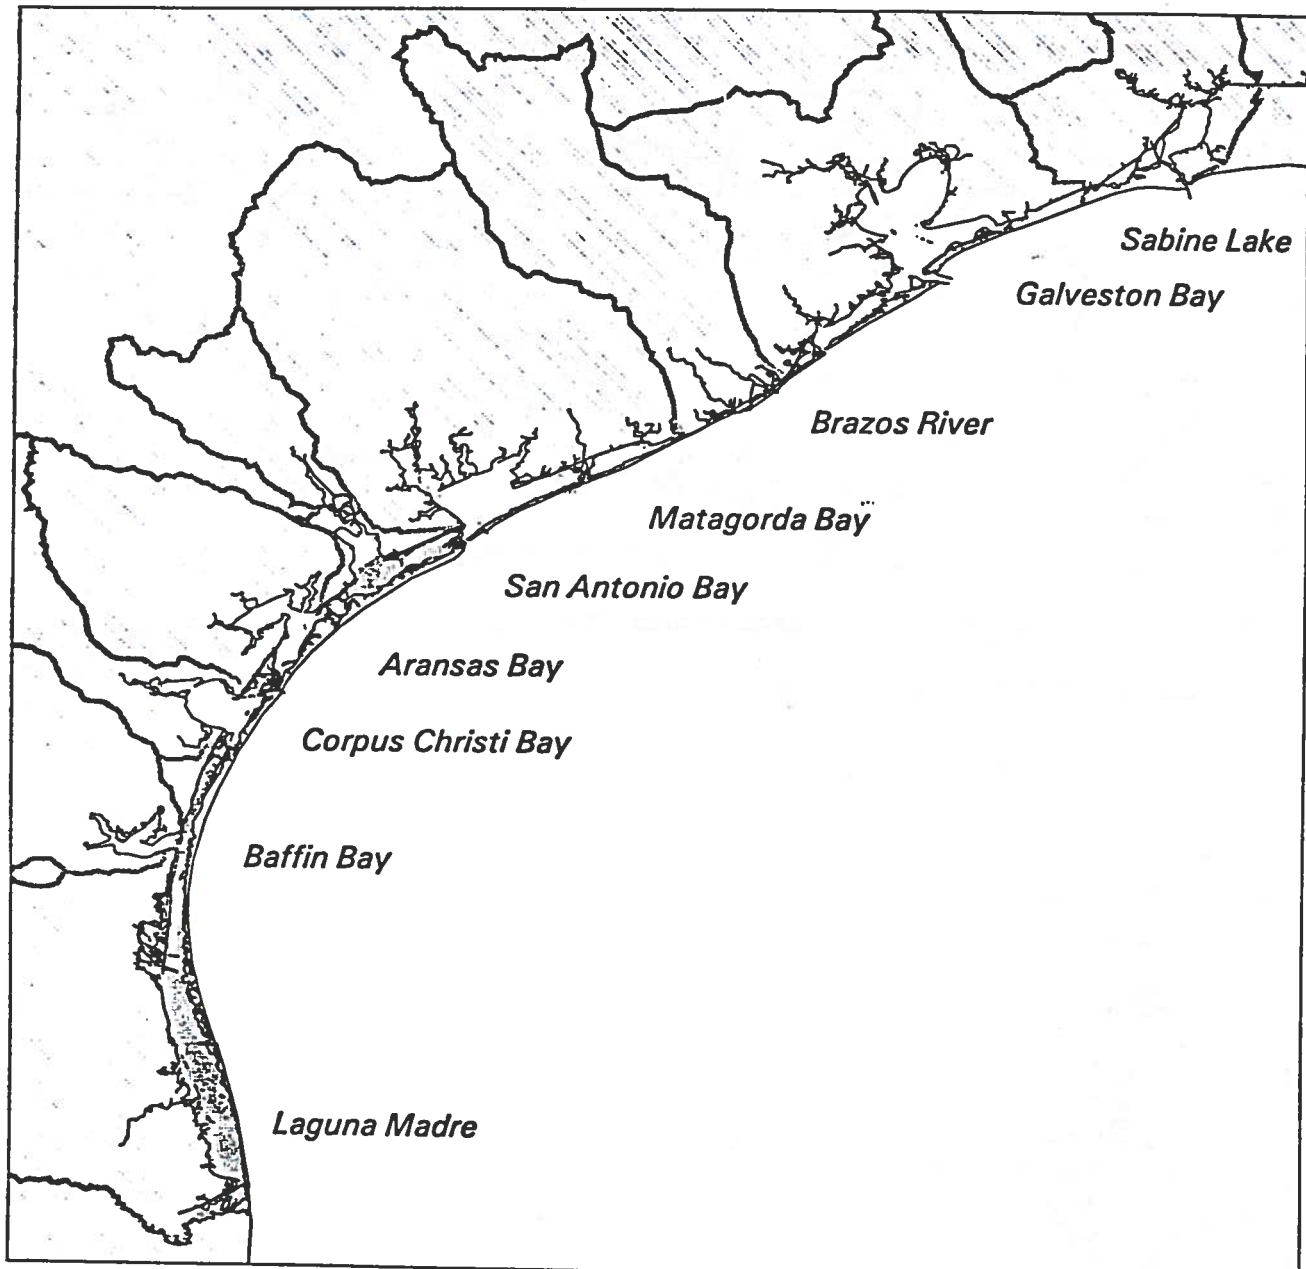 Sabine Lake
Galveston Bay
Brazos River
Matagorda Bay
San Antonio Bay
Aransas Bay
Corpus Christi Bay
Baffin Bay
Laguna Madre